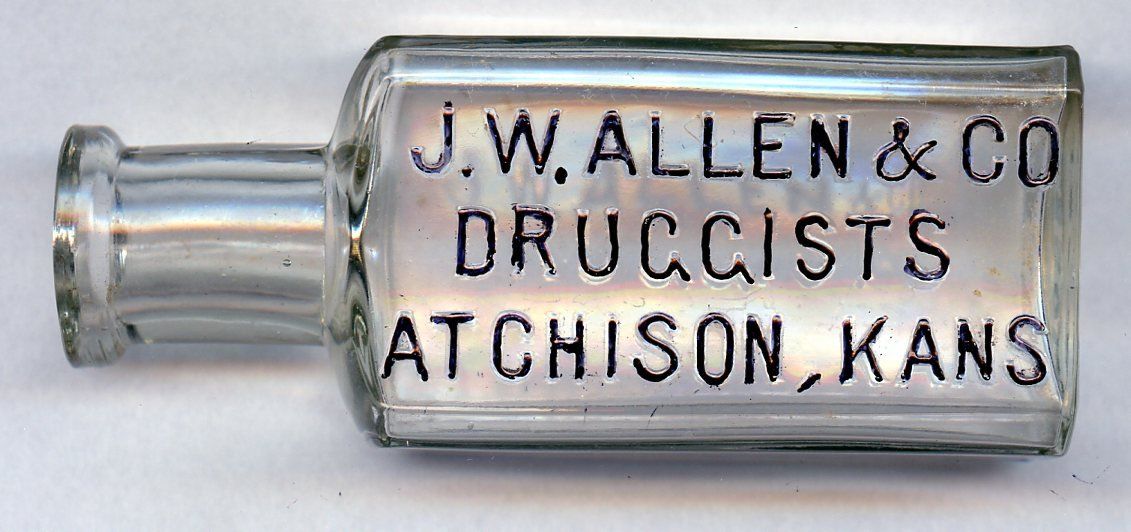 J.W. ALLEN & CO
DRUGGISTS
ATCHISON, KANS